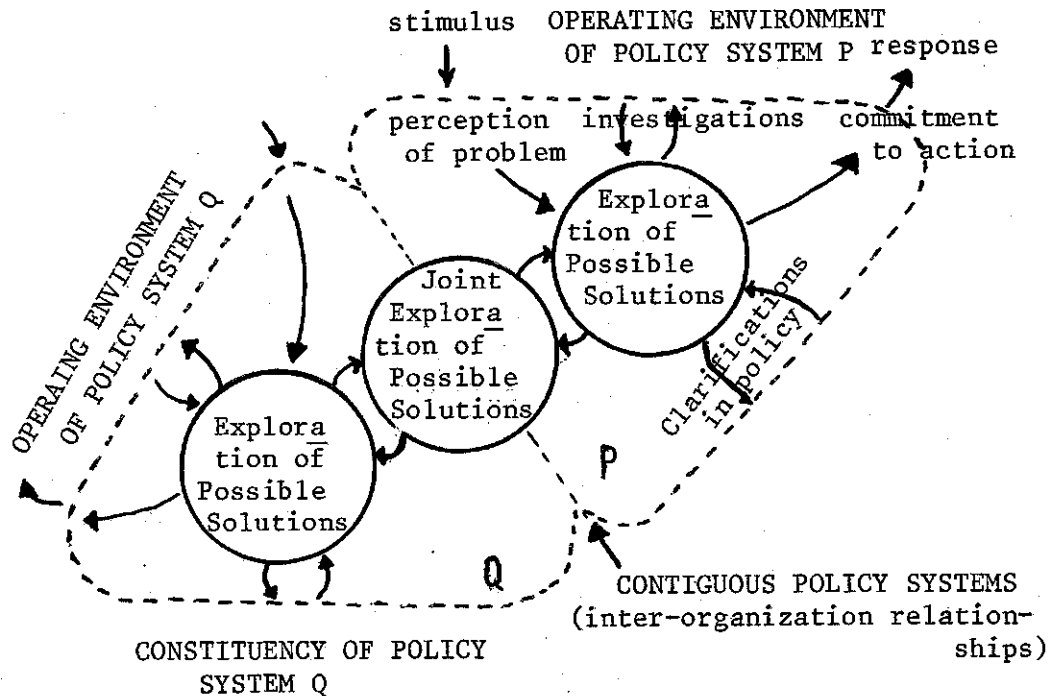 stimulus OPERATING ENVIRONMENT
OF POLICY SYSTEM P response
perception investigations commitment
of problem to action
Explora
tion of
Possible
Solutions
Joint
Explora
tion of
Possible
Solutions
Clarifications
in policy
OPERAING ENVIRONMENT
OF POLICY SYSTEM Q
Explora
tion of
Possible
Solutions
P
Q
CONTIGUOUS POLICY SYSTEMS
(inter-organization relation-
ships)
CONSTITUENCY OF POLICY
SYSTEM Q